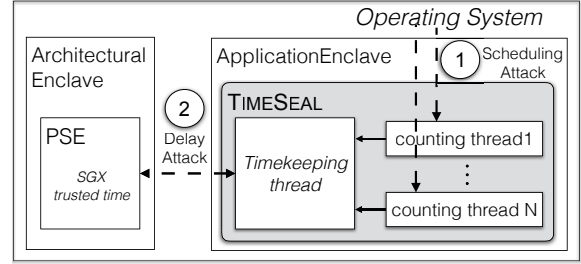 Operating System
Architectural
Enclave
ApplicationEnclave
1
Scheduling
Attack
2
Delay
Attack
TIMESEAL
PSE
SGX
trusted time
Timekeeping
thread
counting thread1
⋮
counting thread N